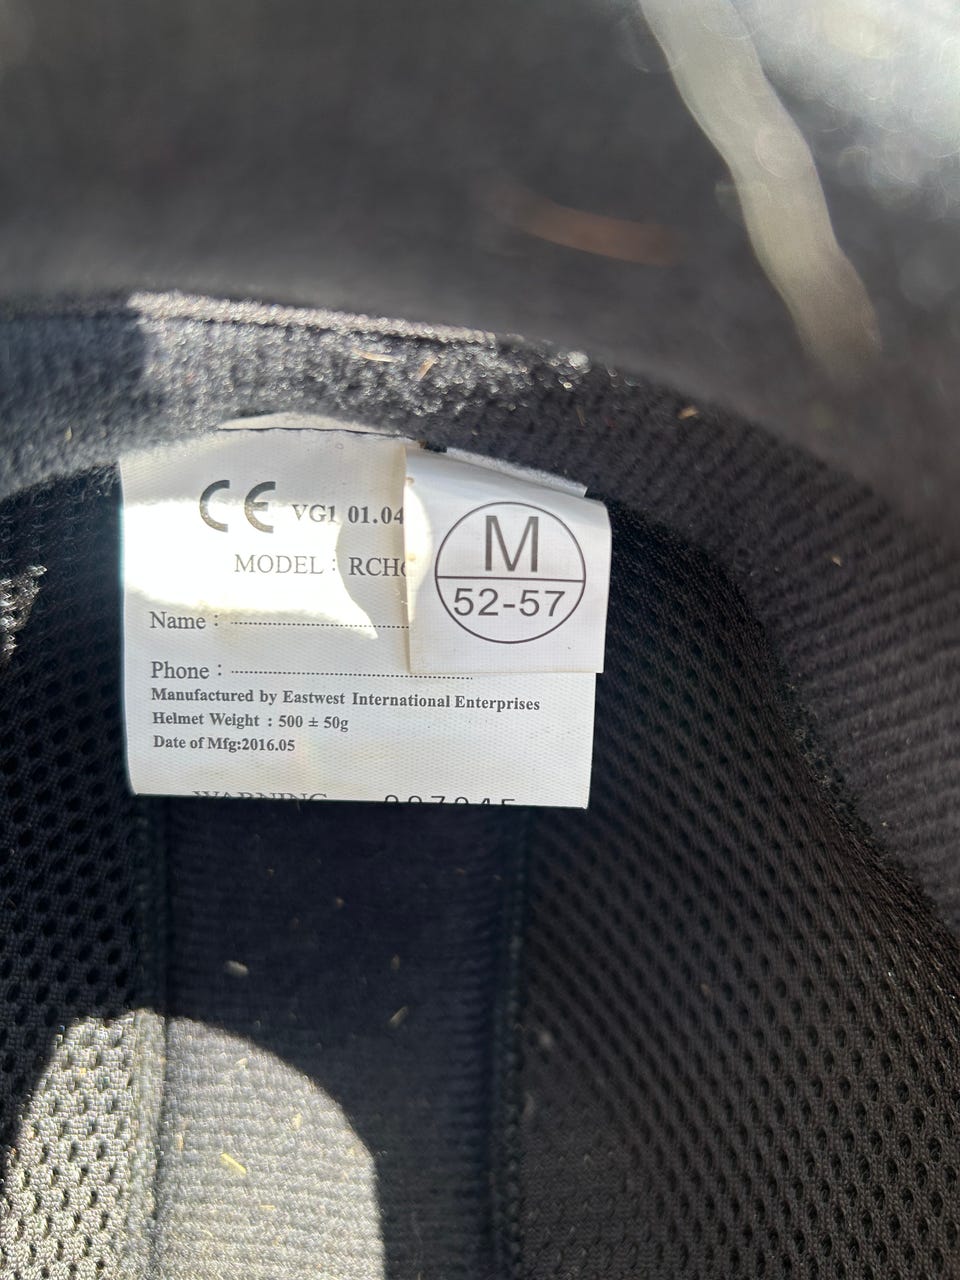 CE VG1 01.04
MODEL : RCH
M
52-57
Name :
Phone :
Manufactured by Eastwest International Enterprises
Helmet Weight : 500 ± 50g
Date of Mfg:2016.05
WARNING